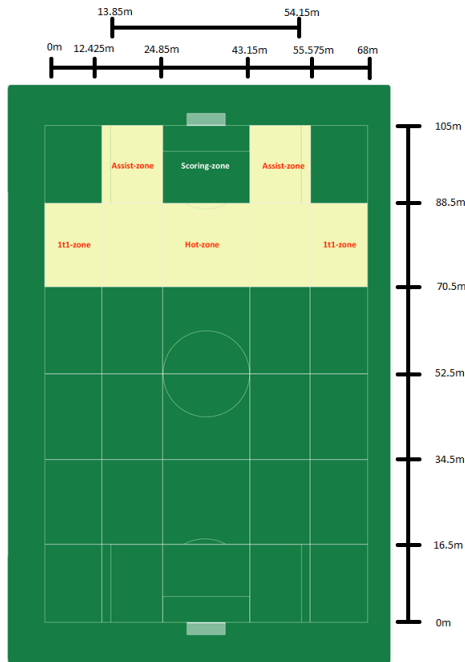 13.85m 54.15m
0m 12.425m 24.85m 43.15m 55.575m 68m
105m
Assist-zone Scoring-zone Assist-zone
88.5m
1t1-zone Hot-zone 1t1-zone
70.5m
52.5m
34.5m
16.5m
0m